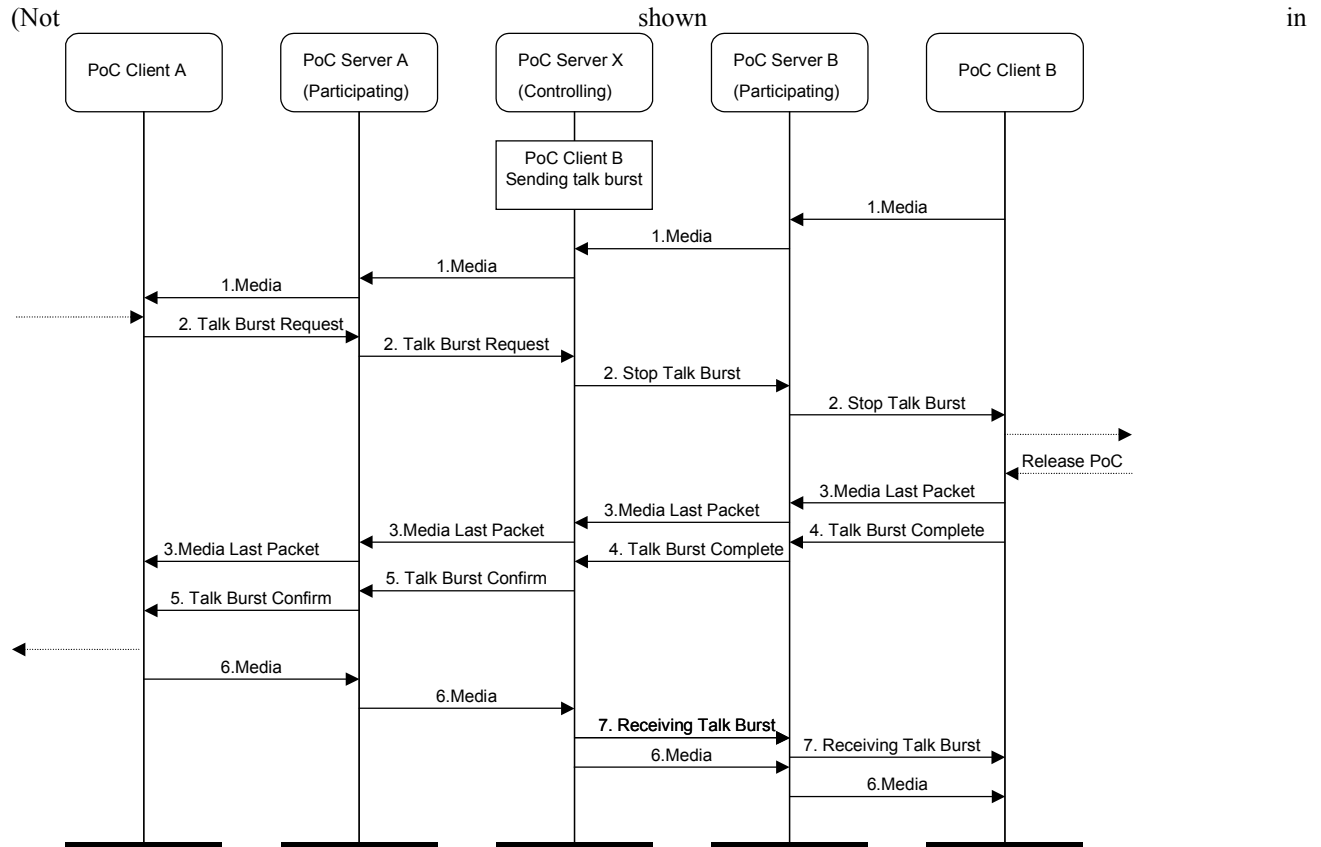 (Not shown in
PoC Client A
PoC Server A
(Participating)
PoC Server X
(Controlling)
PoC Server B
(Participating)
PoC Client B
PoC Client B
Sending talk burst
1.Media
1.Media
1.Media
1.Media
2. Talk Burst Request
2. Talk Burst Request
2. Stop Talk Burst
2. Stop Talk Burst
Release PoC
3.Media Last Packet
3.Media Last Packet
3.Media Last Packet
4. Talk Burst Complete
3.Media Last Packet
4. Talk Burst Complete
5. Talk Burst Confirm
5. Talk Burst Confirm
6.Media
6.Media
7. Receiving Talk Burst
7. Receiving Talk Burst
6.Media
6.Media